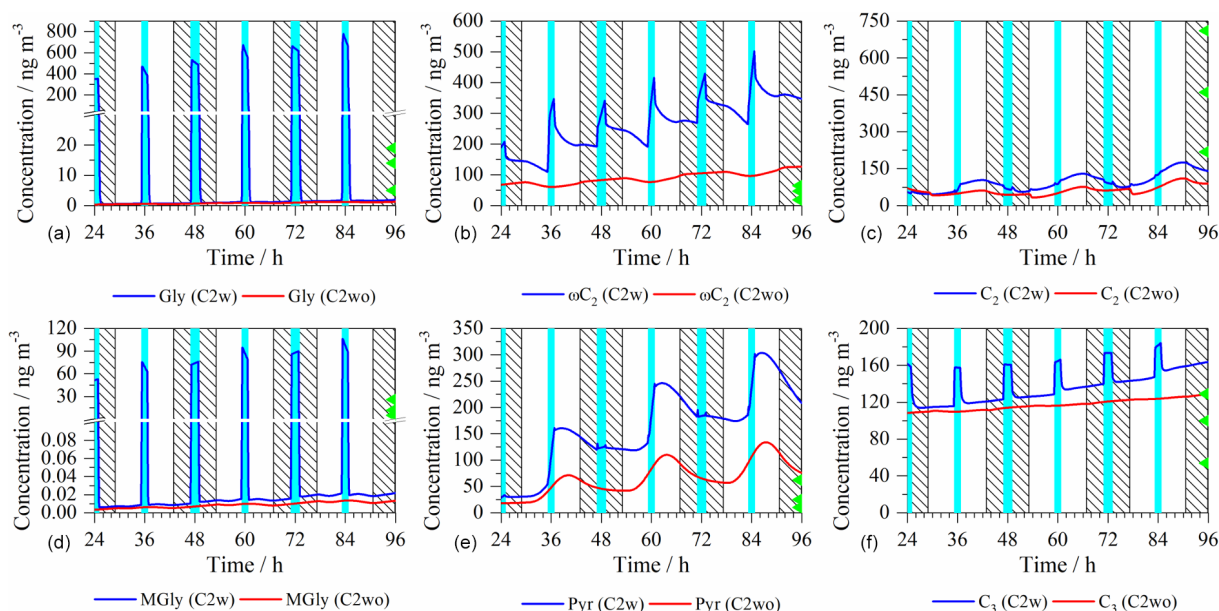 Concentration / ng m⁻³
800
600
400
200
20
10
0
(a)
24 36 48 60 72 84 96
Time / h
Gly (C2w) Gly (C2wo)
Concentration / ng m⁻³
600
500
400
300
200
100
0
(b)
24 36 48 60 72 84 96
Time / h
ωC₂ (C2w) ωC₂ (C2wo)
Concentration / ng m⁻³
750
600
450
300
150
0
(c)
24 36 48 60 72 84 96
Time / h
C₂ (C2w) C₂ (C2wo)
Concentration / ng m⁻³
120
90
60
30
0.08
0.06
0.04
0.02
0.00
(d)
24 36 48 60 72 84 96
Time / h
MGly (C2w) MGly (C2wo)
Concentration / ng m⁻³
350
300
250
200
150
100
50
0
(e)
24 36 48 60 72 84 96
Time / h
Pyr (C2w) Pyr (C2wo)
Concentration / ng m⁻³
200
160
120
80
40
0
(f)
24 36 48 60 72 84 96
Time / h
C₃ (C2w) C₃ (C2wo)